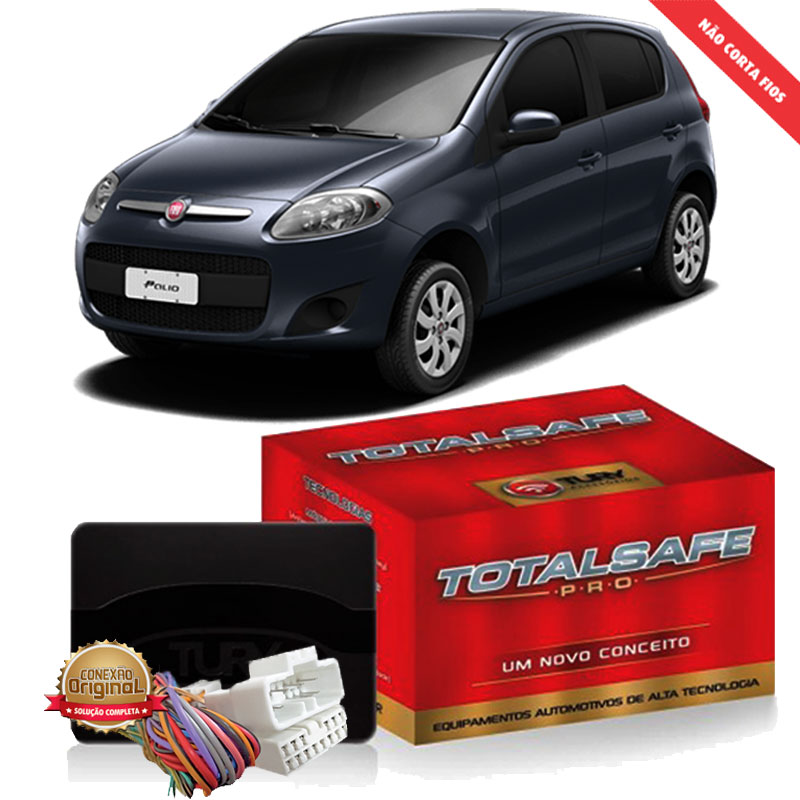 NÃO CORTA FIOS
Palio
TOTALSAFE
PRO
TURY
ACESSÓRIOS
TECNOLOGIAS
TOTALSAFE
PRO
UM NOVO CONCEITO
EQUIPAMENTOS AUTOMOTIVOS DE ALTA TECNOLOGIA
TURY
CONEXÃO
ORIGINAL
SOLUÇÃO COMPLETA